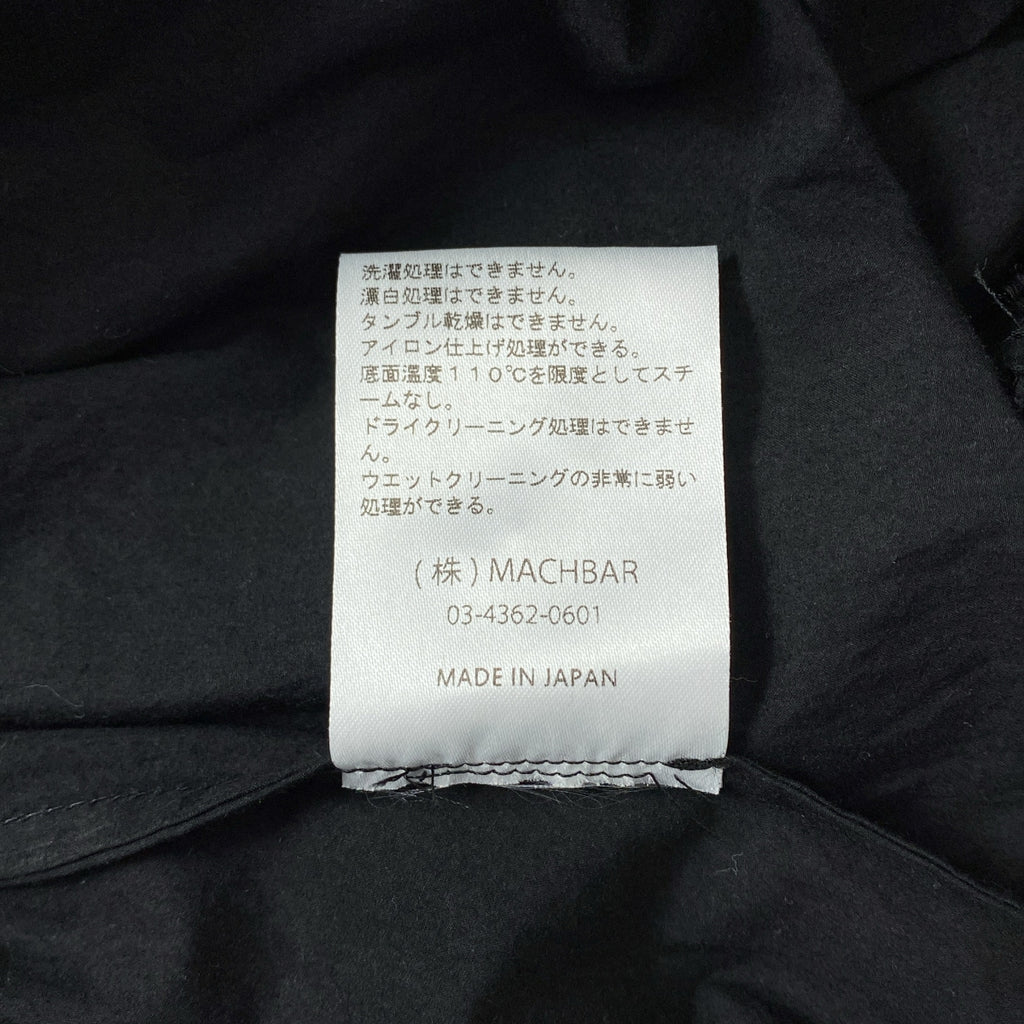 洗濯処理はできません。
漂白処理はできません。
タンブル乾燥はできません。
アイロン仕上げ処理ができる。
底面温度１１０℃を限度としてスチ
ームなし。
ドライクリーニング処理はできませ
ん。
ウエットクリーニングの非常に弱い
処理ができる。
(株) MACHBAR
03-4362-0601
MADE IN JAPAN